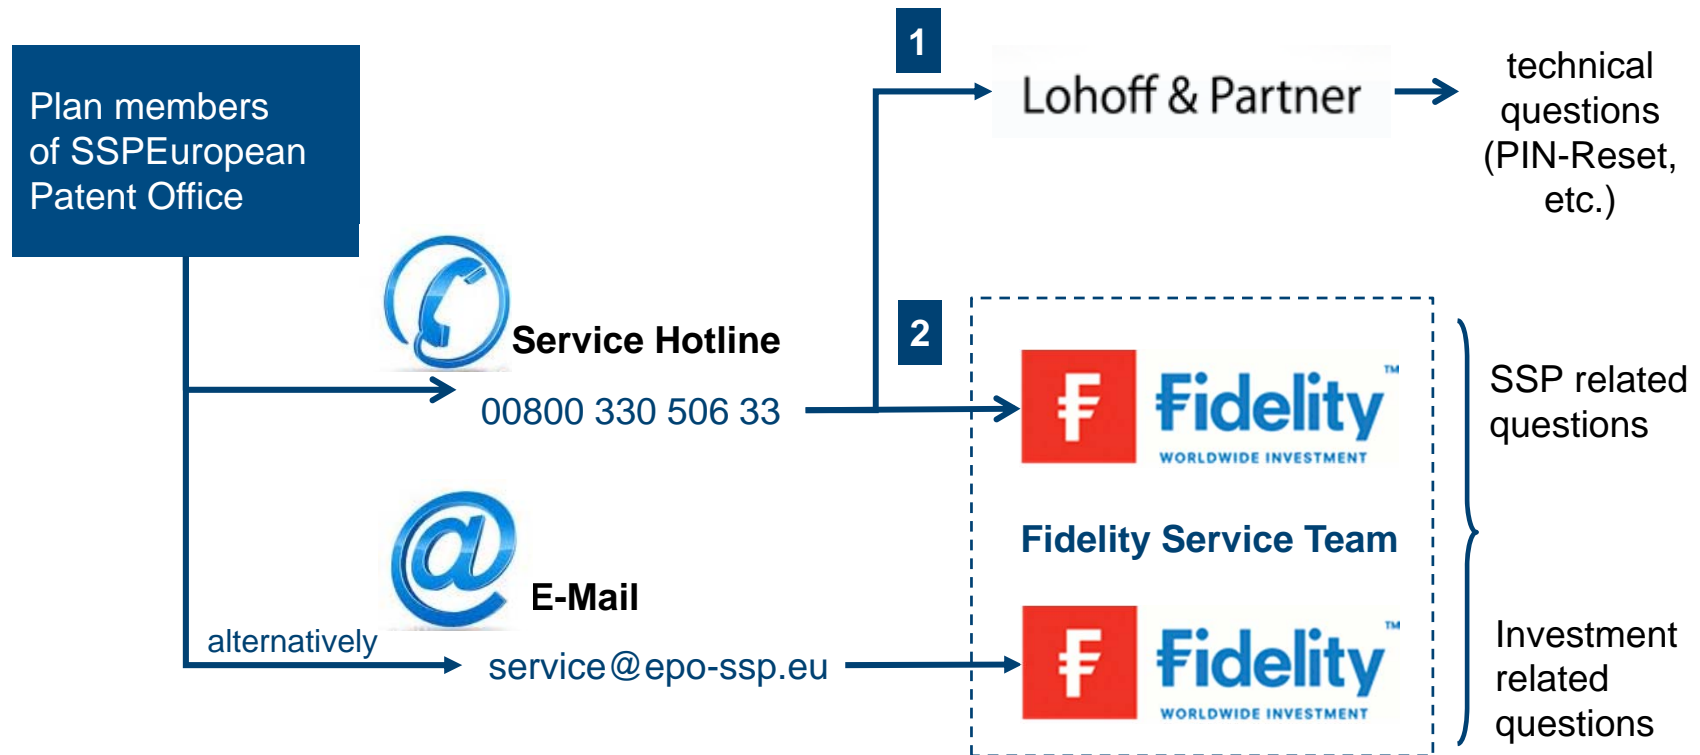 Plan members
of SSPEuropean
Patent Office
1
Lohoff & Partner
technical
questions
(PIN-Reset,
etc.)
Service Hotline
00800 330 506 33
2
Fidelity™
WORLDWIDE INVESTMENT
SSP related
questions
Fidelity Service Team
@
E-Mail
alternatively
service@epo-ssp.eu
Fidelity™
WORLDWIDE INVESTMENT
Investment
related
questions